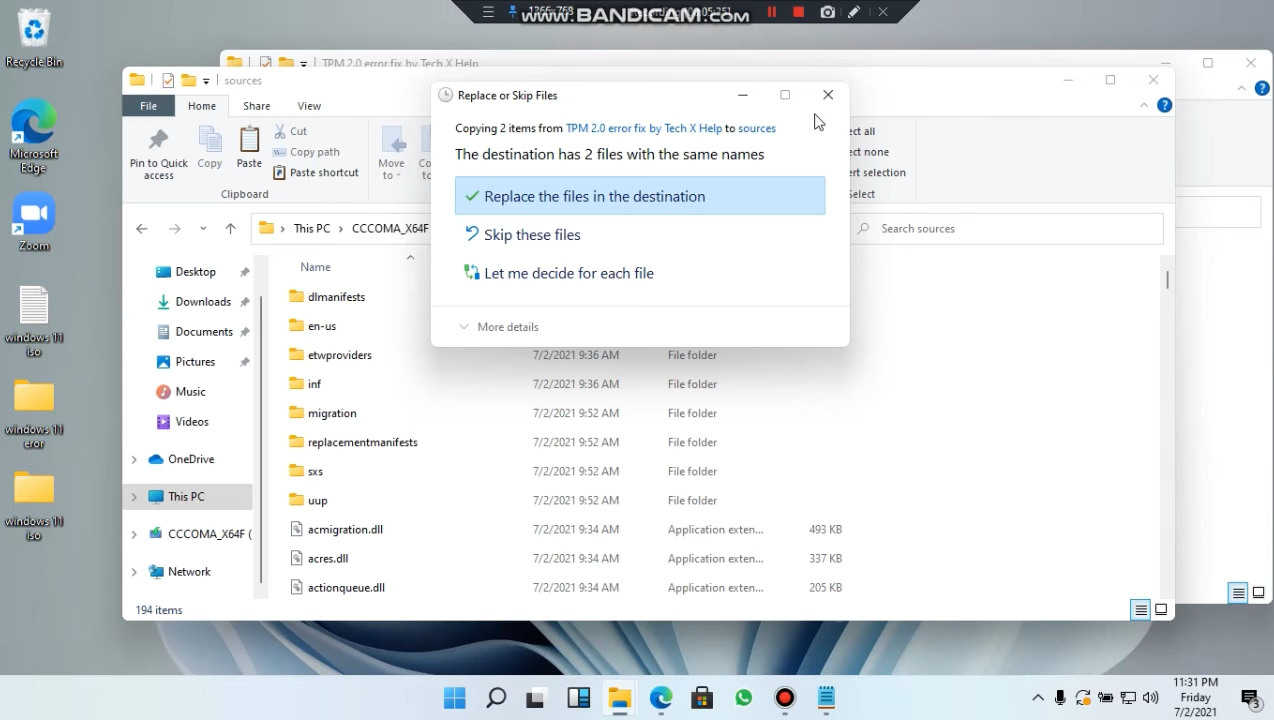 Recycle Bin
1366x768
www.BANDICAM.com
TPM 2.0 error fix by Tech X Help
sources
File
Home
Share
View
Pin to Quick
access
Copy
Paste
Cut
Copy path
Paste shortcut
Clipboard
Move
to
Select
Replace or Skip Files
Copying 2 items from TPM 2.0 error fix by Tech X Help to sources
The destination has 2 files with the same names
Replace the files in the destination
Skip these files
Let me decide for each file
More details
This PC
CCCOMA_X64F
Search sources
Microsoft
Edge
Zoom
windows 11
iso
windows 11
eror
windows 11
iso
Desktop
Downloads
Documents
Pictures
Music
Videos
OneDrive
This PC
CCCOMA_X64F (
Network
Name
dlmanifests
en-us
etwproviders 7/2/2021 9:36 AM File folder
inf 7/2/2021 9:36 AM File folder
migration 7/2/2021 9:52 AM File folder
replacementmanifests 7/2/2021 9:52 AM File folder
sxs 7/2/2021 9:52 AM File folder
uup 7/2/2021 9:52 AM File folder
acmigration.dll 7/2/2021 9:34 AM Application exten... 493 KB
acres.dll 7/2/2021 9:34 AM Application exten... 337 KB
actionqueue.dll 7/2/2021 9:34 AM Application exten... 205 KB
194 items
11:31 PM
Friday
7/2/2021
3